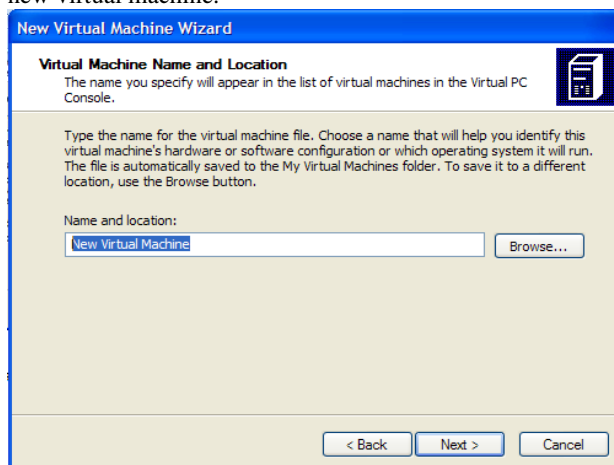 new virtual machine.
New Virtual Machine Wizard
Virtual Machine Name and Location
The name you specify will appear in the list of virtual machines in the Virtual PC
Console.
Type the name for the virtual machine file. Choose a name that will help you identify this
virtual machine's hardware or software configuration or which operating system it will run.
The file is automatically saved to the My Virtual Machines folder. To save it to a different
location, use the Browse button.
Name and location:
New Virtual Machine
Browse...
< Back
Next >
Cancel